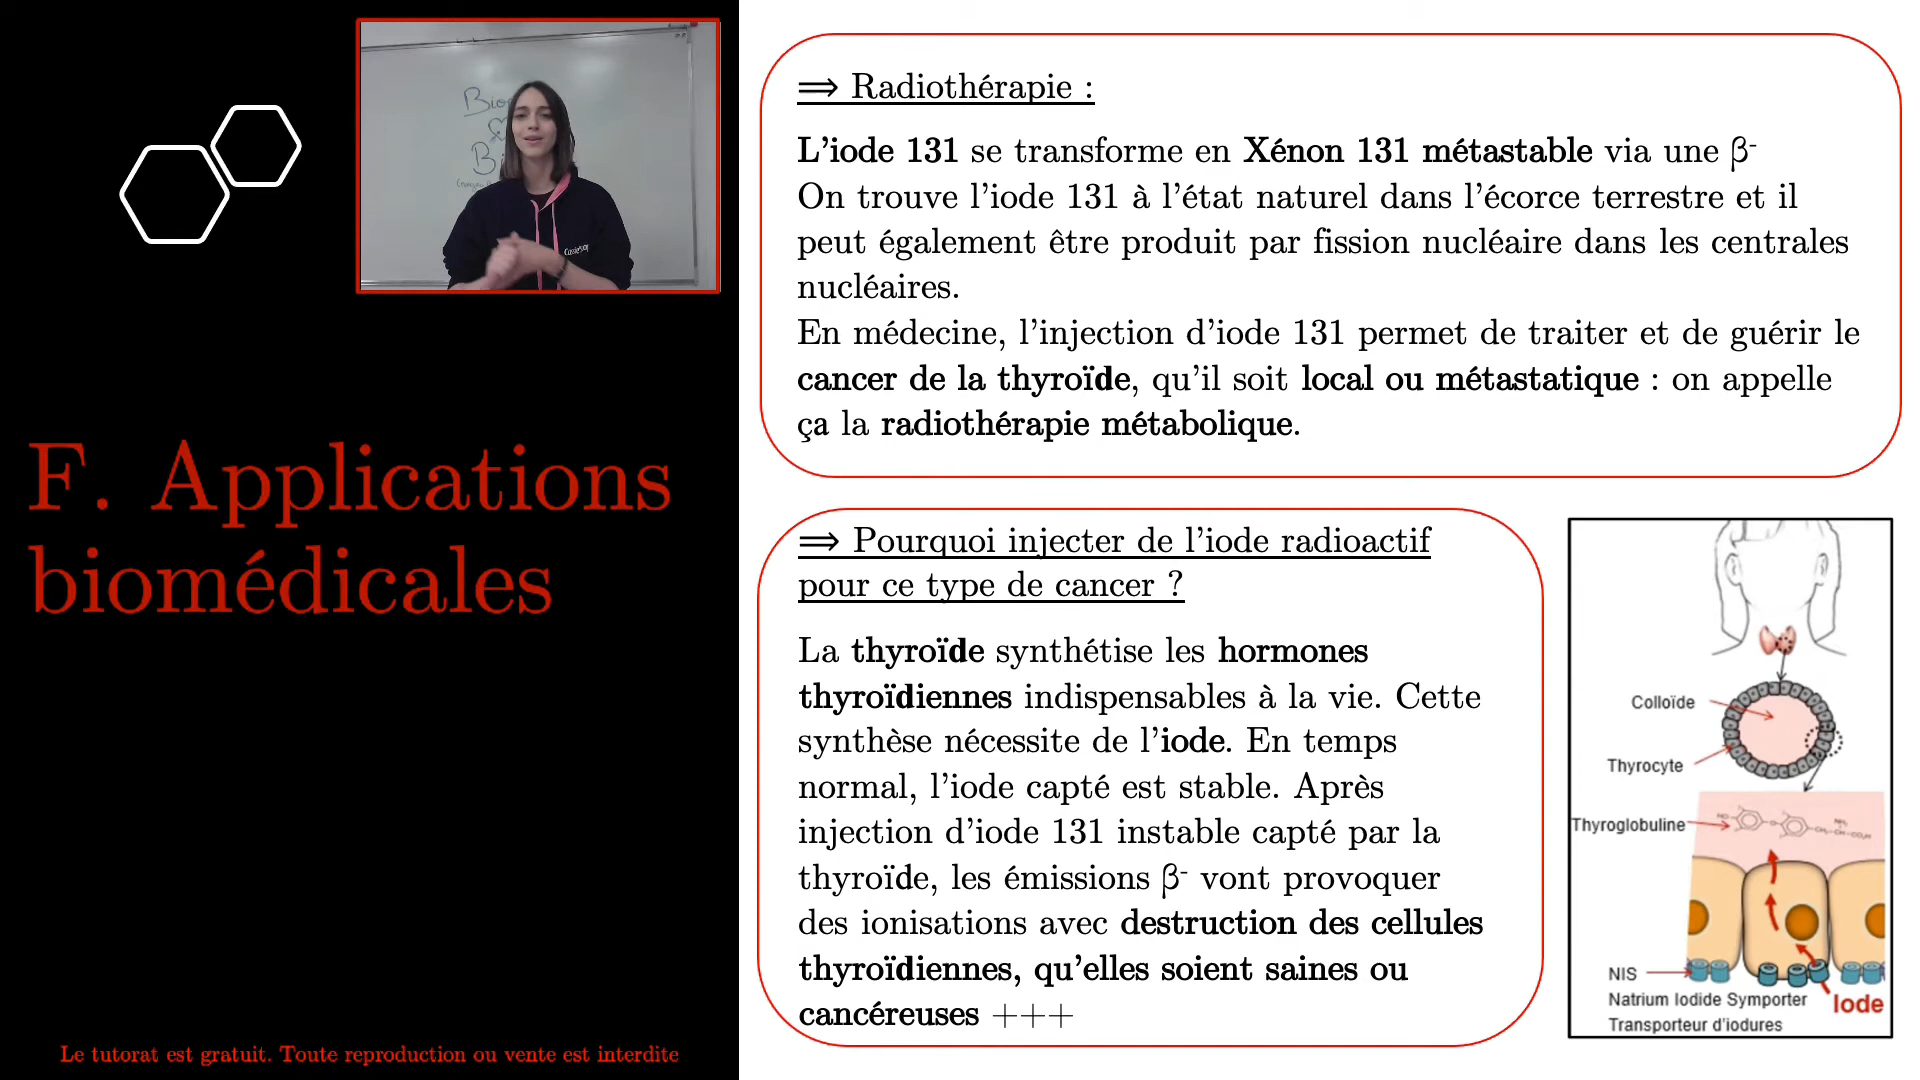 F. Applications
biomédicales
Le tutorat est gratuit. Toute reproduction ou vente est interdite
⟹ Radiothérapie :
L'iode 131 se transforme en Xénon 131 métastable via une β-
On trouve l'iode 131 à l'état naturel dans l'écorce terrestre et il
peut également être produit par fission nucléaire dans les centrales
nucléaires.
En médecine, l'injection d'iode 131 permet de traiter et de guérir le
cancer de la thyroïde, qu'il soit local ou métastatique : on appelle
ça la radiothérapie métabolique.
⟹ Pourquoi injecter de l'iode radioactif
pour ce type de cancer ?
La thyroïde synthétise les hormones
thyroïdiennes indispensables à la vie. Cette
synthèse nécessite de l'iode. En temps
normal, l'iode capté est stable. Après
injection d'iode 131 instable capté par la
thyroïde, les émissions β- vont provoquer
des ionisations avec destruction des cellules
thyroïdiennes, qu'elles soient saines ou
cancéreuses +++
Colloïde
Thyrocyte
Thyroglobuline
NIS
Natrium Iodide Symporter
Transporteur d'iodures
Iode